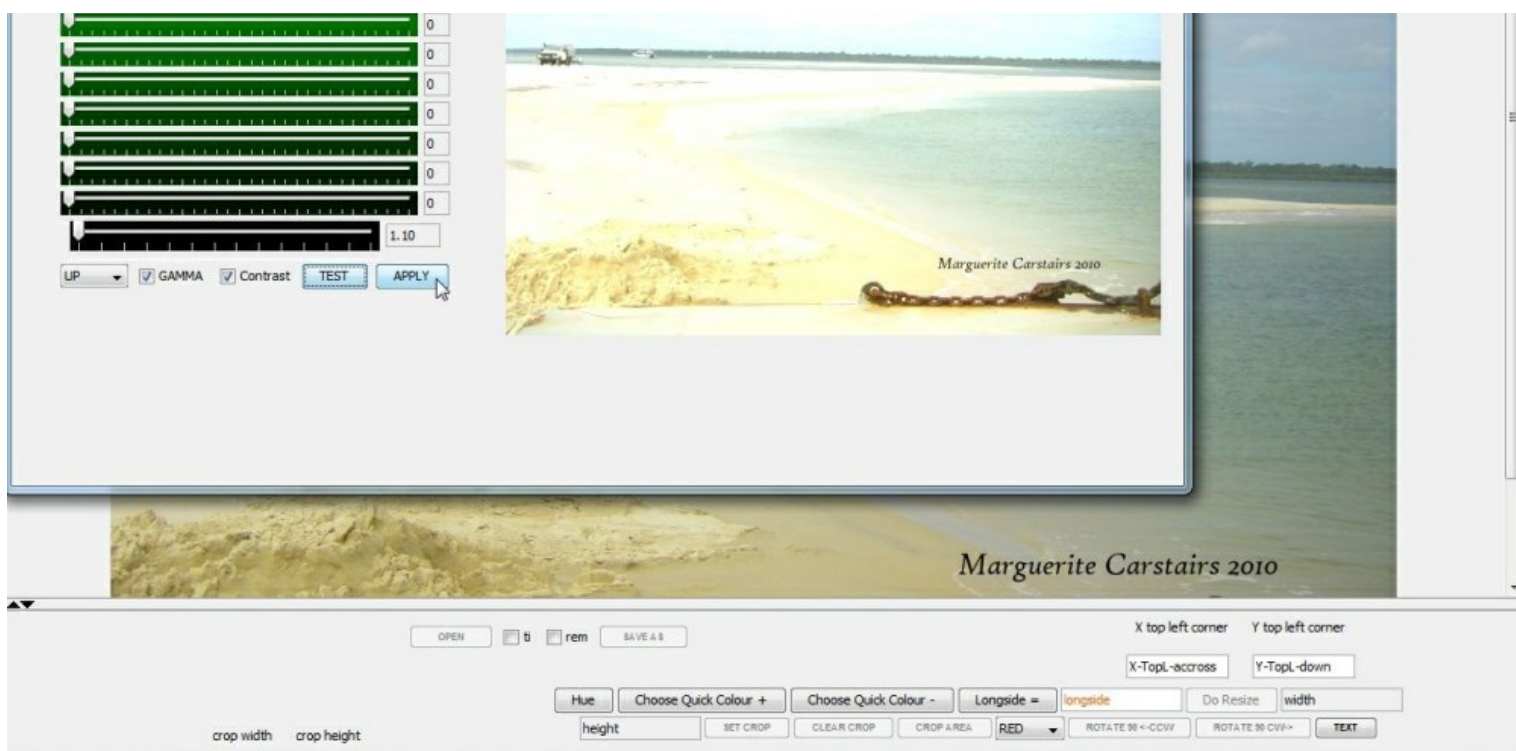 0
0
0
0
0
0
0
1.10
UP GAMMA Contrast TEST APPLY
Marguerite Carstairs 2010
Marguerite Carstairs 2010
OPEN ti rem SAVE AS
X top left corner Y top left corner
X-TopL-accross Y-TopL-down
Hue Choose Quick Colour + Choose Quick Colour - Longside = longside Do Resize width
height SET CROP CLEAR CROP CROP AREA RED ROTATE 90 <-CCW ROTATE 90 CW-> TEXT
crop width crop height